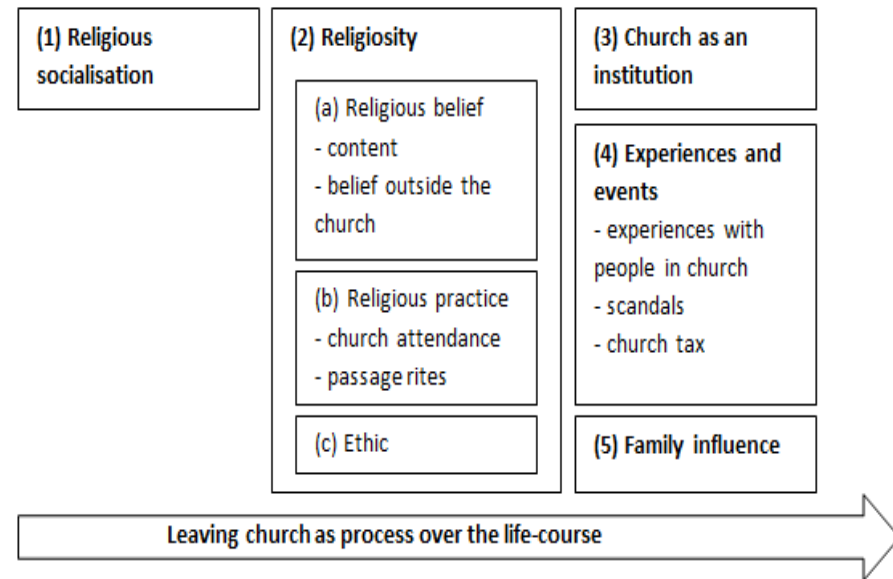 (1) Religious
socialisation
(2) Religiosity
(a) Religious belief
- content
- belief outside the
church
(b) Religious practice
- church attendance
- passage rites
(c) Ethic
(3) Church as an
institution
(4) Experiences and
events
- experiences with
people in church
- scandals
- church tax
(5) Family influence
Leaving church as process over the life-course